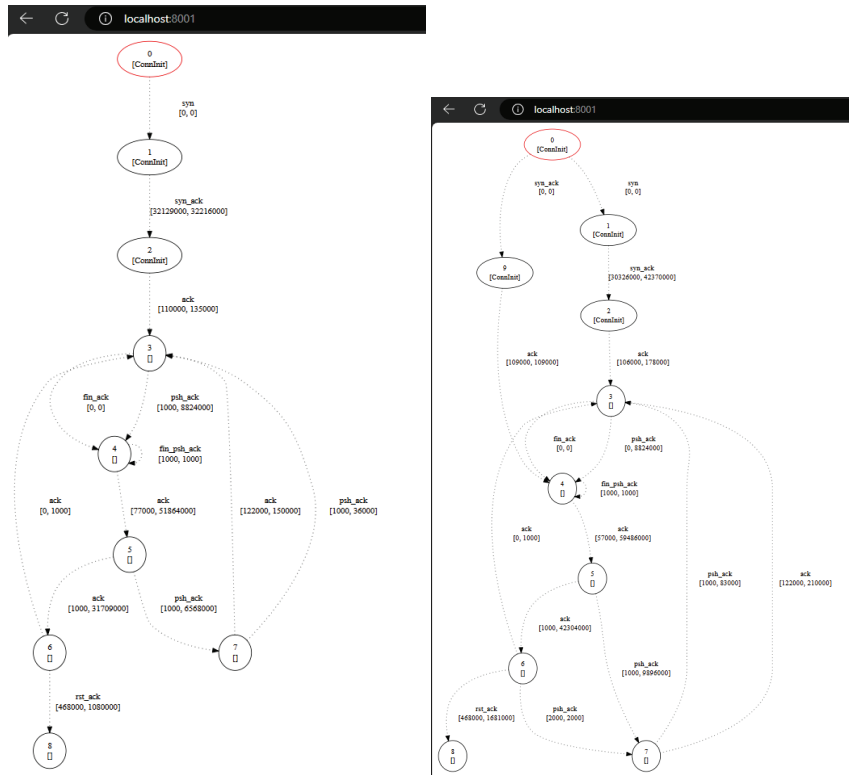 localhost:8001
0
[ConnInit]
syn
[0, 0]
1
[ConnInit]
syn_ack
[32129000, 32216000]
2
[ConnInit]
ack
[110000, 135000]
3
[]
fin_ack
[0, 0]
psh_ack
[1000, 8824000]
4
[]
fin_psh_ack
[1000, 1000]
ack
[0, 1000]
ack
[77000, 51864000]
ack
[122000, 150000]
psh_ack
[1000, 36000]
5
[]
ack
[1000, 31709000]
psh_ack
[1000, 6568000]
6
[]
7
[]
rst_ack
[468000, 1080000]
8
[]
localhost:8001
0
[ConnInit]
syn_ack
[0, 0]
syn
[0, 0]
1
[ConnInit]
9
[ConnInit]
syn_ack
[30326000, 42370000]
2
[ConnInit]
ack
[109000, 109000]
ack
[106000, 178000]
3
[]
fin_ack
[0, 0]
psh_ack
[0, 8824000]
4
[]
fin_psh_ack
[1000, 1000]
ack
[0, 1000]
ack
[57000, 59486000]
5
[]
psh_ack
[1000, 83000]
ack
[122000, 210000]
ack
[1000, 42304000]
6
[]
psh_ack
[1000, 9896000]
rst_ack
[468000, 1681000]
psh_ack
[2000, 2000]
8
[]
7
[]